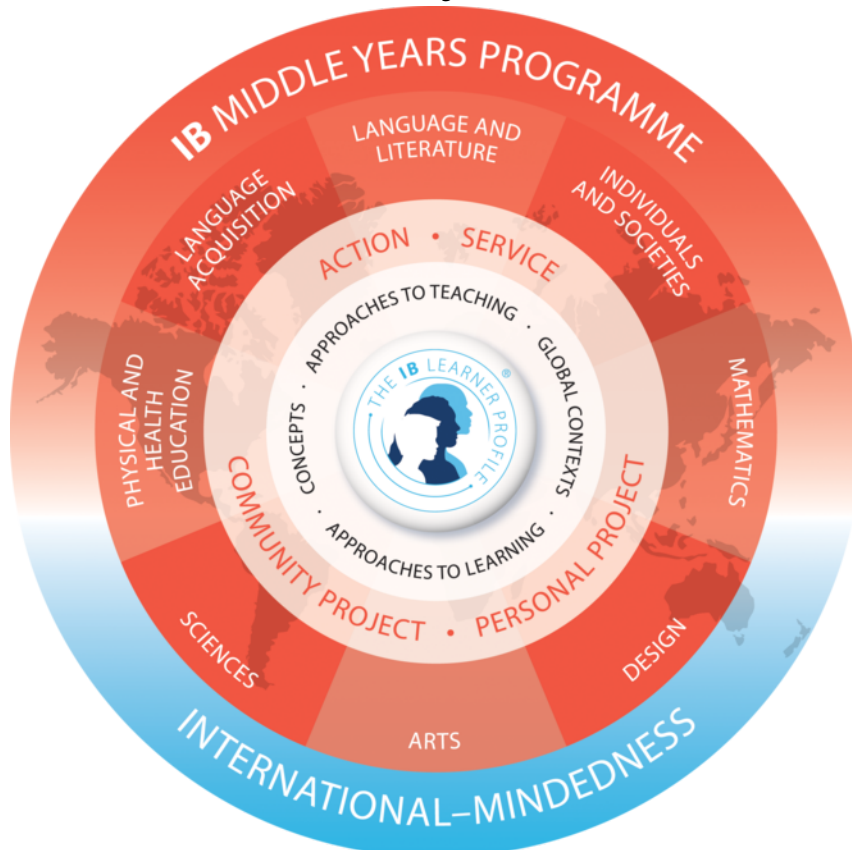 IB MIDDLE YEARS PROGRAMME
LANGUAGE AND
LITERATURE
INDIVIDUALS
AND SOCIETIES
MATHEMATICS
DESIGN
ARTS
SCIENCES
PHYSICAL AND
HEALTH
EDUCATION
LANGUAGE
ACQUISITION
ACTION • SERVICE
COMMUNITY PROJECT • PERSONAL PROJECT
APPROACHES TO TEACHING · GLOBAL CONTEXTS ·
APPROACHES TO LEARNING · CONCEPTS ·
• THE IB LEARNER PROFILE • ®
INTERNATIONAL–MINDEDNESS